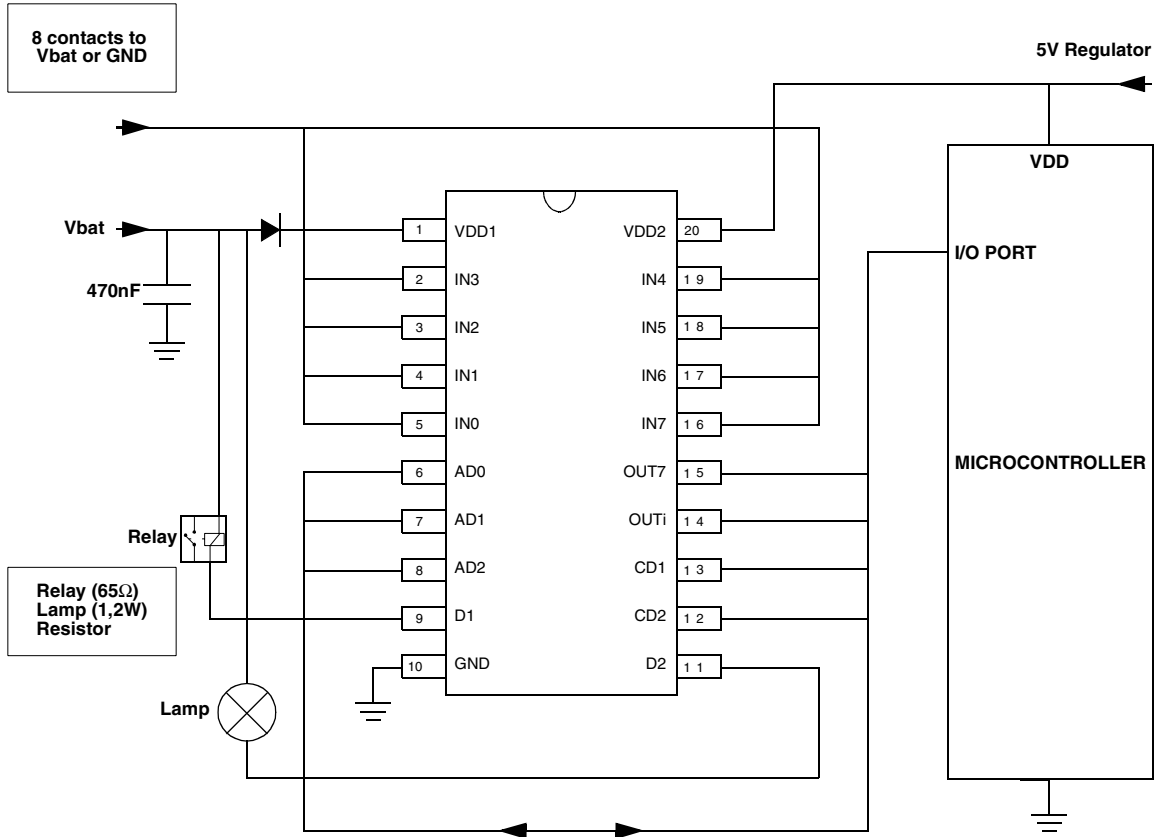 8 contacts to
Vbat or GND
5V Regulator
VDD
Vbat
1 VDD1 VDD2 20
I/O PORT
2 IN3 IN4 1 9
470nF
3 IN2 IN5 1 8
4 IN1 IN6 1 7
5 IN0 IN7 1 6
6 AD0 OUT7 1 5
MICROCONTROLLER
7 AD1 OUTi 1 4
Relay
8 AD2 CD1 1 3
Relay (65Ω)
Lamp (1,2W)
Resistor
9 D1 CD2 1 2
10 GND D2 1 1
Lamp